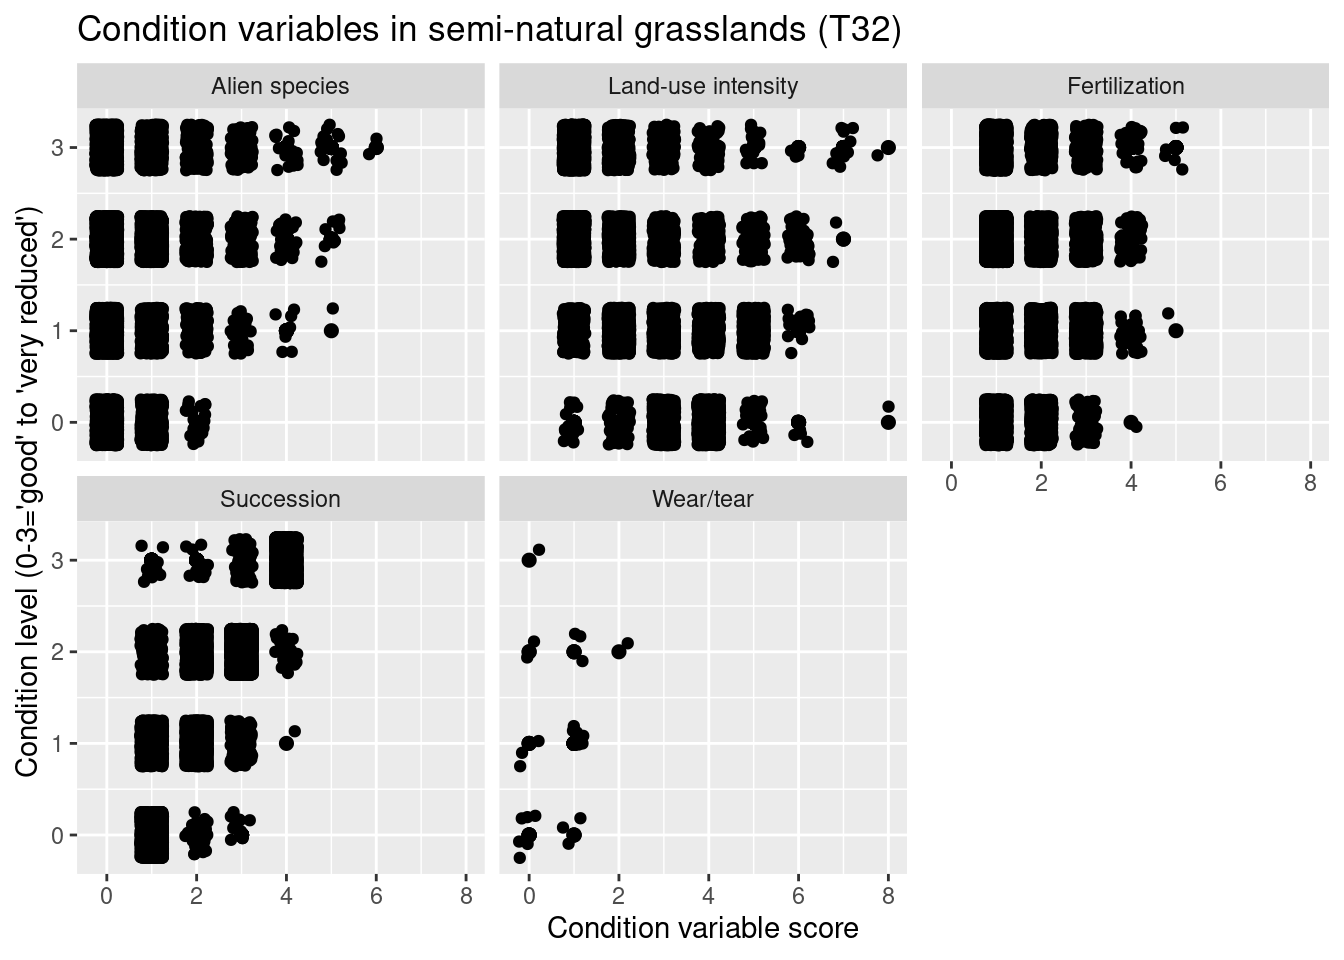 Condition variables in semi-natural grasslands (T32)
Alien species
Land-use intensity
Fertilization
3
2
1
0
0 2 4 6 8
Succession
Wear/tear
3
2
1
0
0 2 4 6 8
0 2 4 6 8
Condition variable score
Condition level (0-3='good' to 'very reduced')